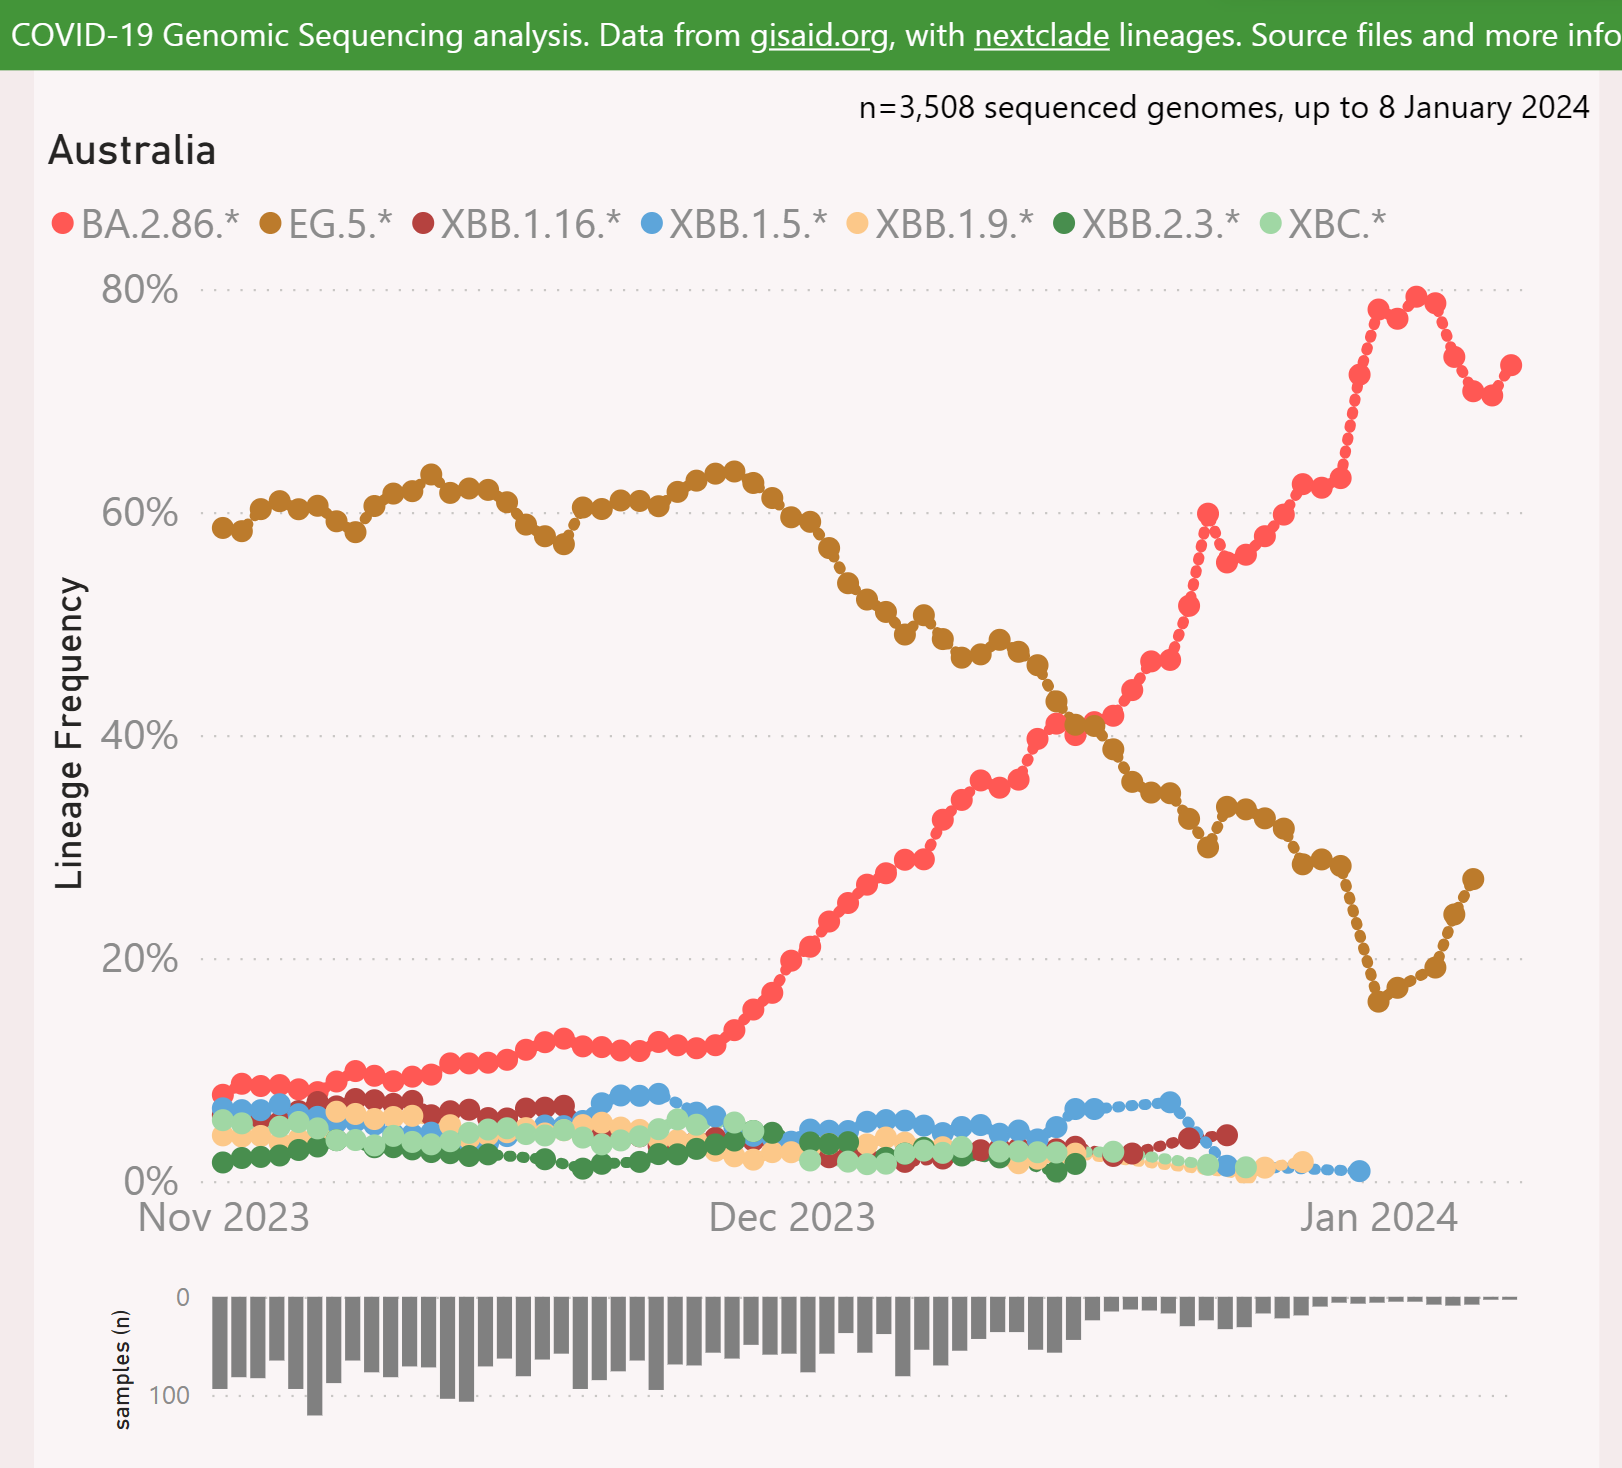 COVID-19 Genomic Sequencing analysis. Data from gisaid.org, with nextclade lineages. Source files and more info
n=3,508 sequenced genomes, up to 8 January 2024
Australia
BA.2.86.* EG.5.* XBB.1.16.* XBB.1.5.* XBB.1.9.* XBB.2.3.* XBC.*
80%
60%
40%
20%
0%
Lineage Frequency
Nov 2023 Dec 2023 Jan 2024
0
100
samples (n)